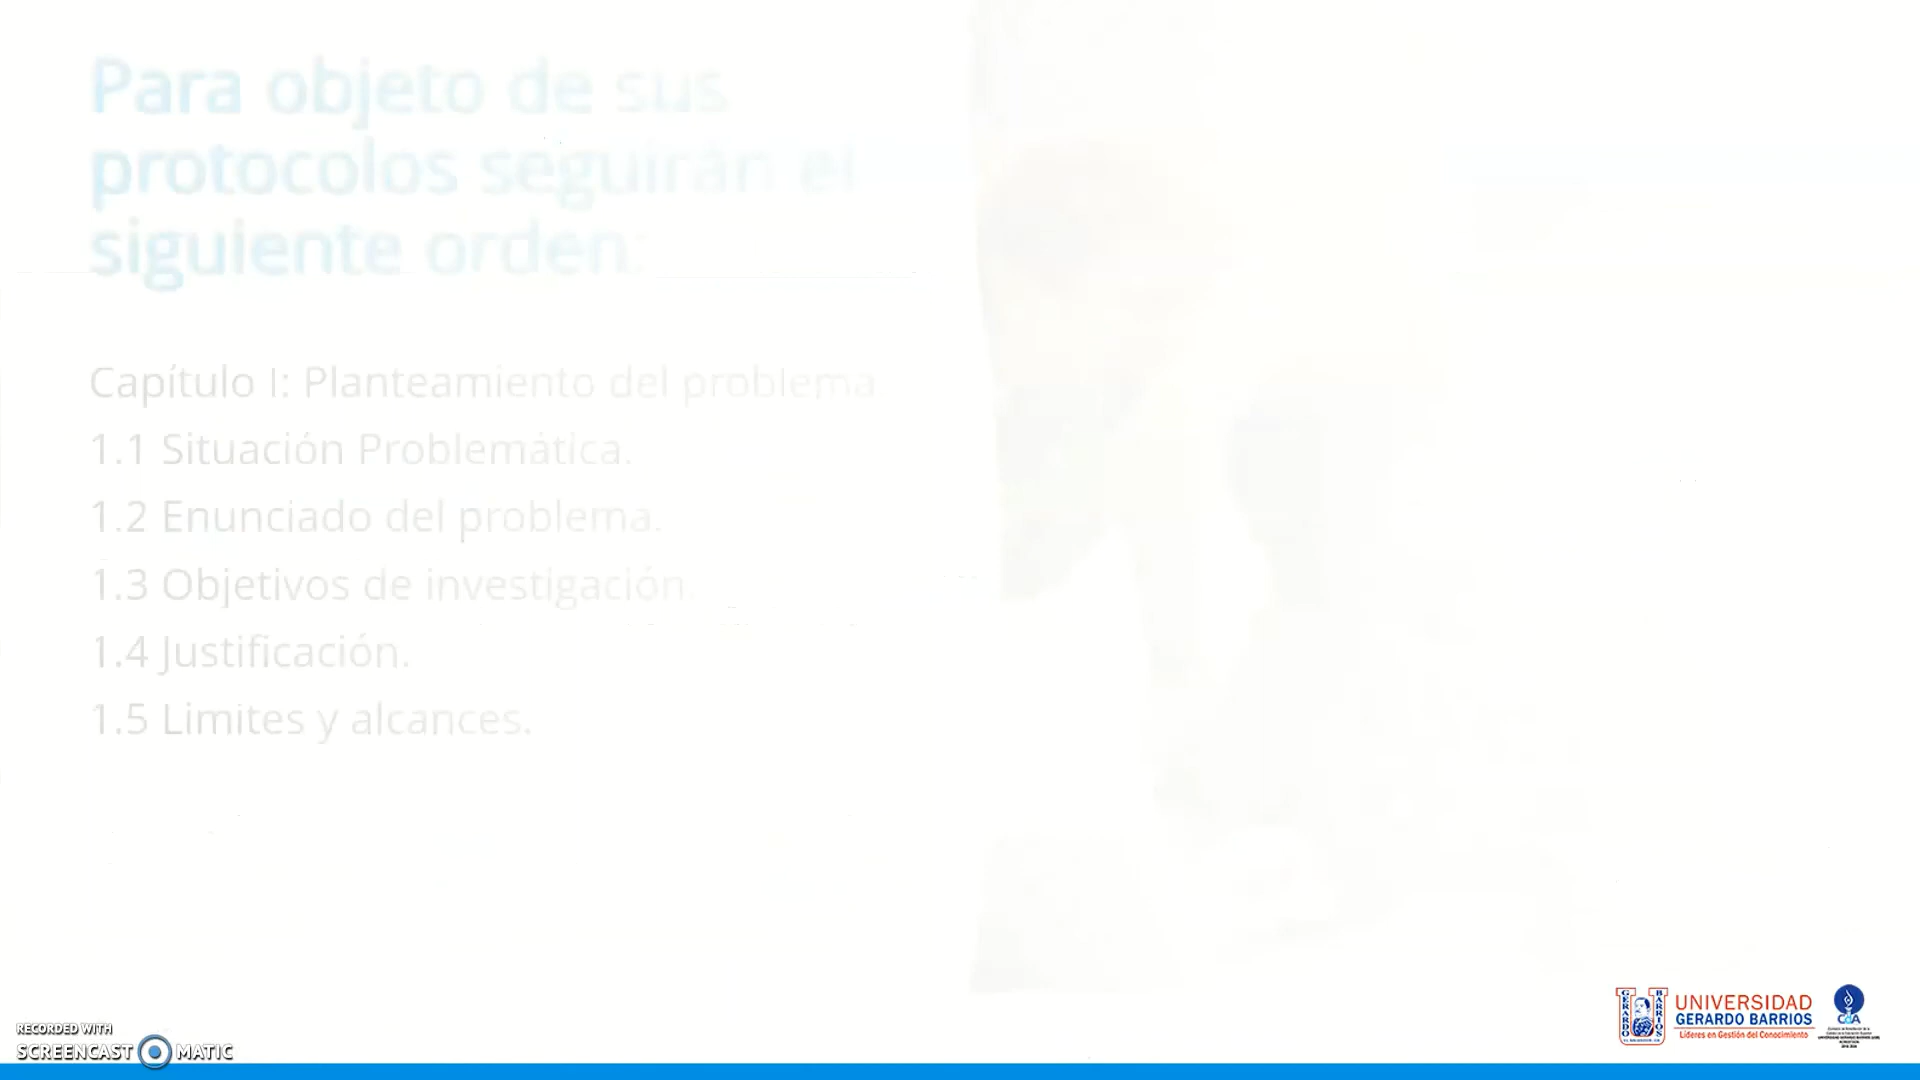 Para objeto de sus
protocolos seguirán el
siguiente orden:
Capítulo I: Planteamiento del problema
1.1 Situación Problemática.
1.2 Enunciado del problema.
1.3 Objetivos de investigación.
1.4 Justificación.
1.5 Limites y alcances.
GERARDO BARRIOS
UNIVERSIDAD
GERARDO BARRIOS
Líderes en Gestión del Conocimiento
RECORDED WITH
SCREENCAST MATIC